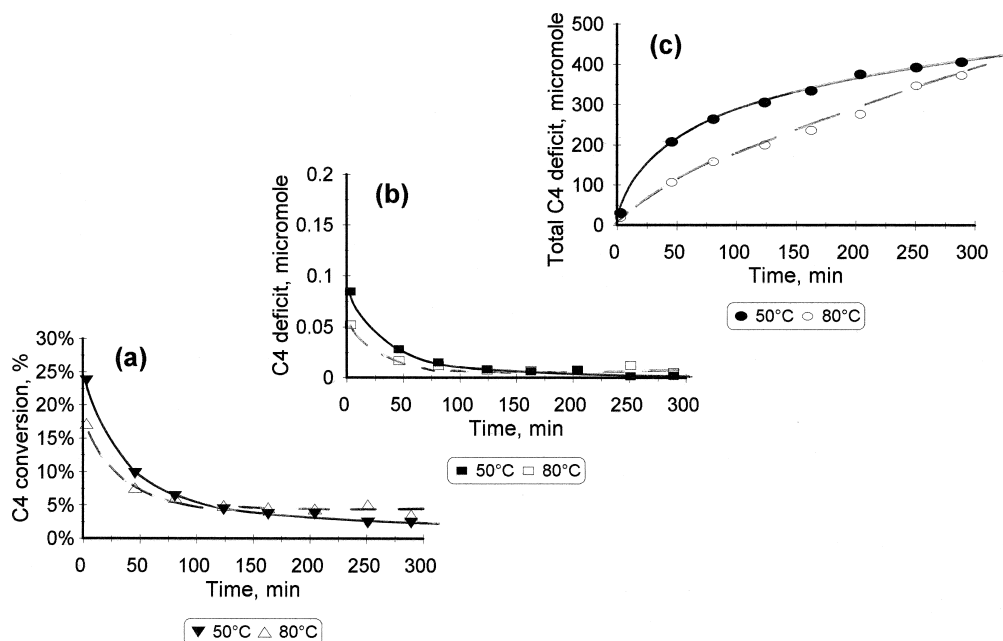 (c)
Total C4 deficit, micromole
500
400
300
200
100
0
0 50 100 150 200 250 300
Time, min
50°C 80°C
(b)
C4 deficit, micromole
0.2
0.15
0.1
0.05
0
0 50 100 150 200 250 300
Time, min
50°C 80°C
(a)
C4 conversion, %
30%
25%
20%
15%
10%
5%
0%
0 50 100 150 200 250 300
Time, min
50°C 80°C